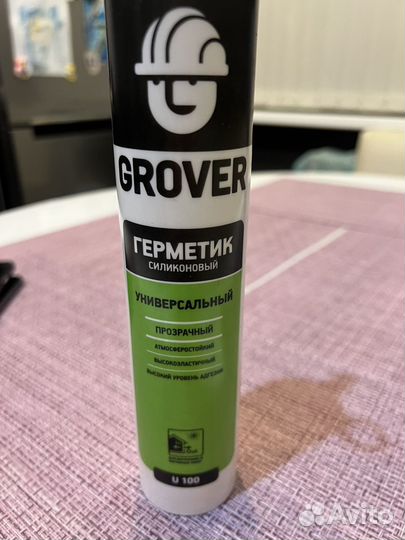 GROVER
ГЕРМЕТИК
СИЛИКОНОВЫЙ
УНИВЕРСАЛЬНЫЙ
ПРОЗРАЧНЫЙ
АТМОСФЕРОСТОЙКИЙ
ВЫСОКОЭЛАСТИЧНЫЙ
ВЫСОКИЙ УРОВЕНЬ АДГЕЗИИ
U 100
Avito